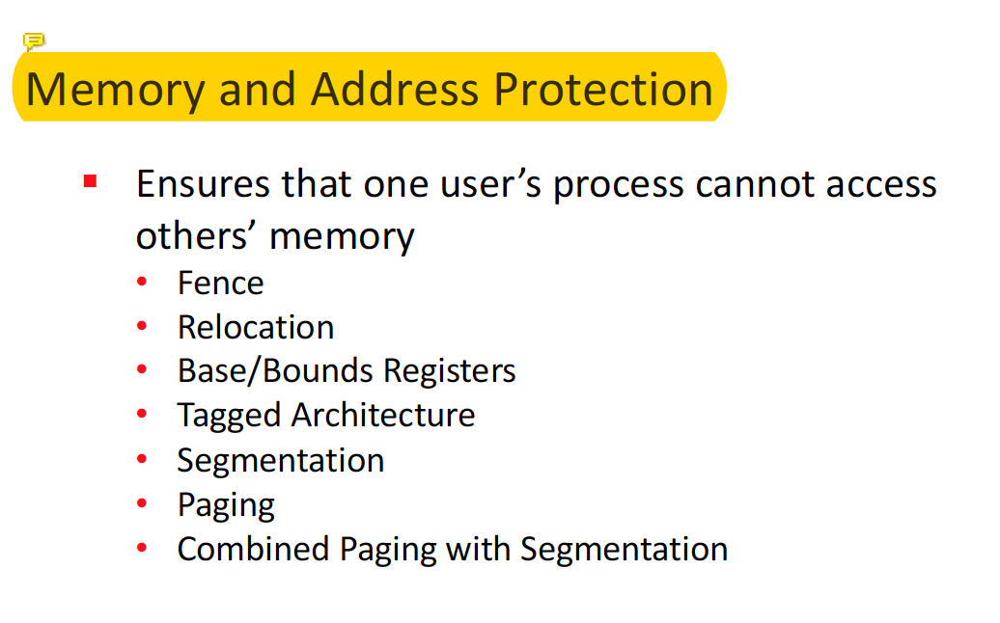 Memory and Address Protection
▪ Ensures that one user’s process cannot access
others’ memory
• Fence
• Relocation
• Base/Bounds Registers
• Tagged Architecture
• Segmentation
• Paging
• Combined Paging with Segmentation